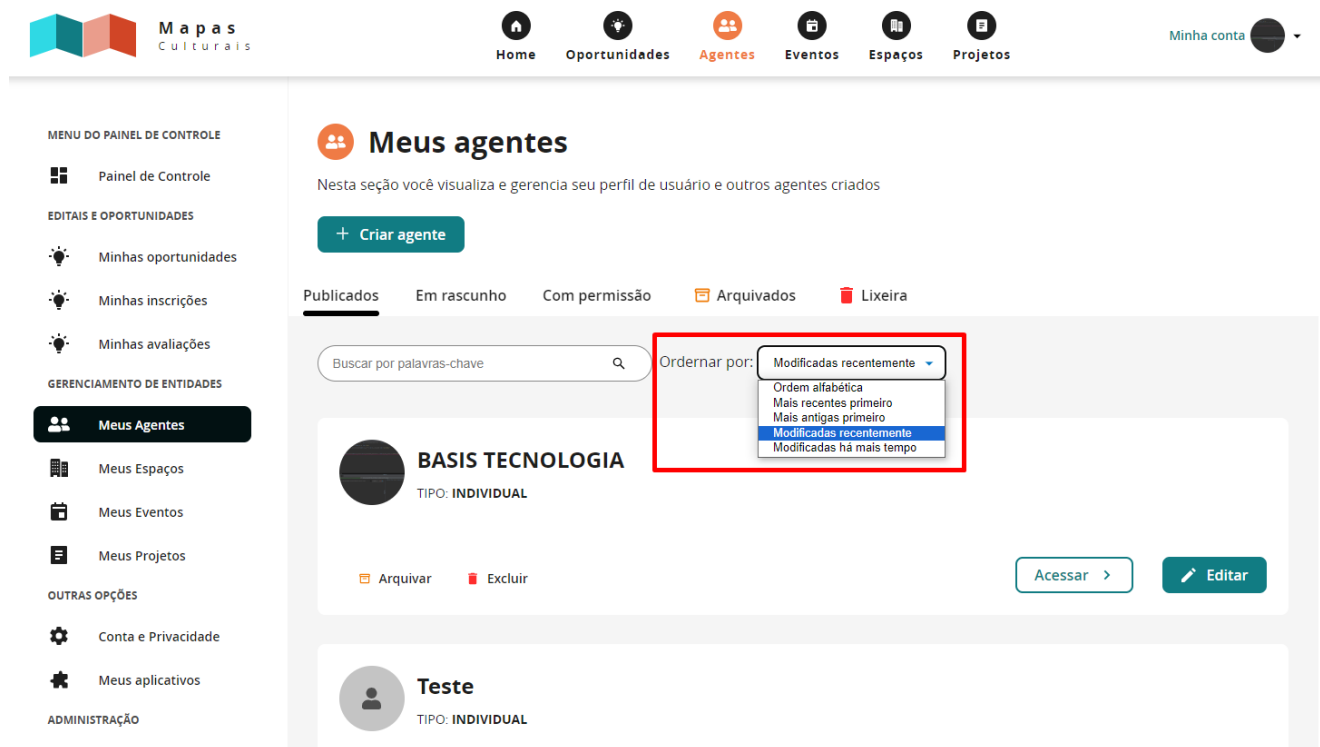 Mapas
Culturais
Home
Oportunidades
Agentes
Eventos
Espaços
Projetos
Minha conta
MENU DO PAINEL DE CONTROLE
Painel de Controle
EDITAIS E OPORTUNIDADES
Minhas oportunidades
Minhas inscrições
Minhas avaliações
GERENCIAMENTO DE ENTIDADES
Meus Agentes
Meus Espaços
Meus Eventos
Meus Projetos
OUTRAS OPÇÕES
Conta e Privacidade
Meus aplicativos
ADMINISTRAÇÃO
Meus agentes
Nesta seção você visualiza e gerencia seu perfil de usuário e outros agentes criados
+ Criar agente
Publicados
Em rascunho
Com permissão
Arquivados
Lixeira
Buscar por palavras-chave
Ordernar por:
Modificadas recentemente
Ordem alfabética
Mais recentes primeiro
Mais antigas primeiro
Modificadas recentemente
Modificadas há mais tempo
BASIS TECNOLOGIA
TIPO: INDIVIDUAL
Arquivar
Excluir
Acessar
Editar
Teste
TIPO: INDIVIDUAL